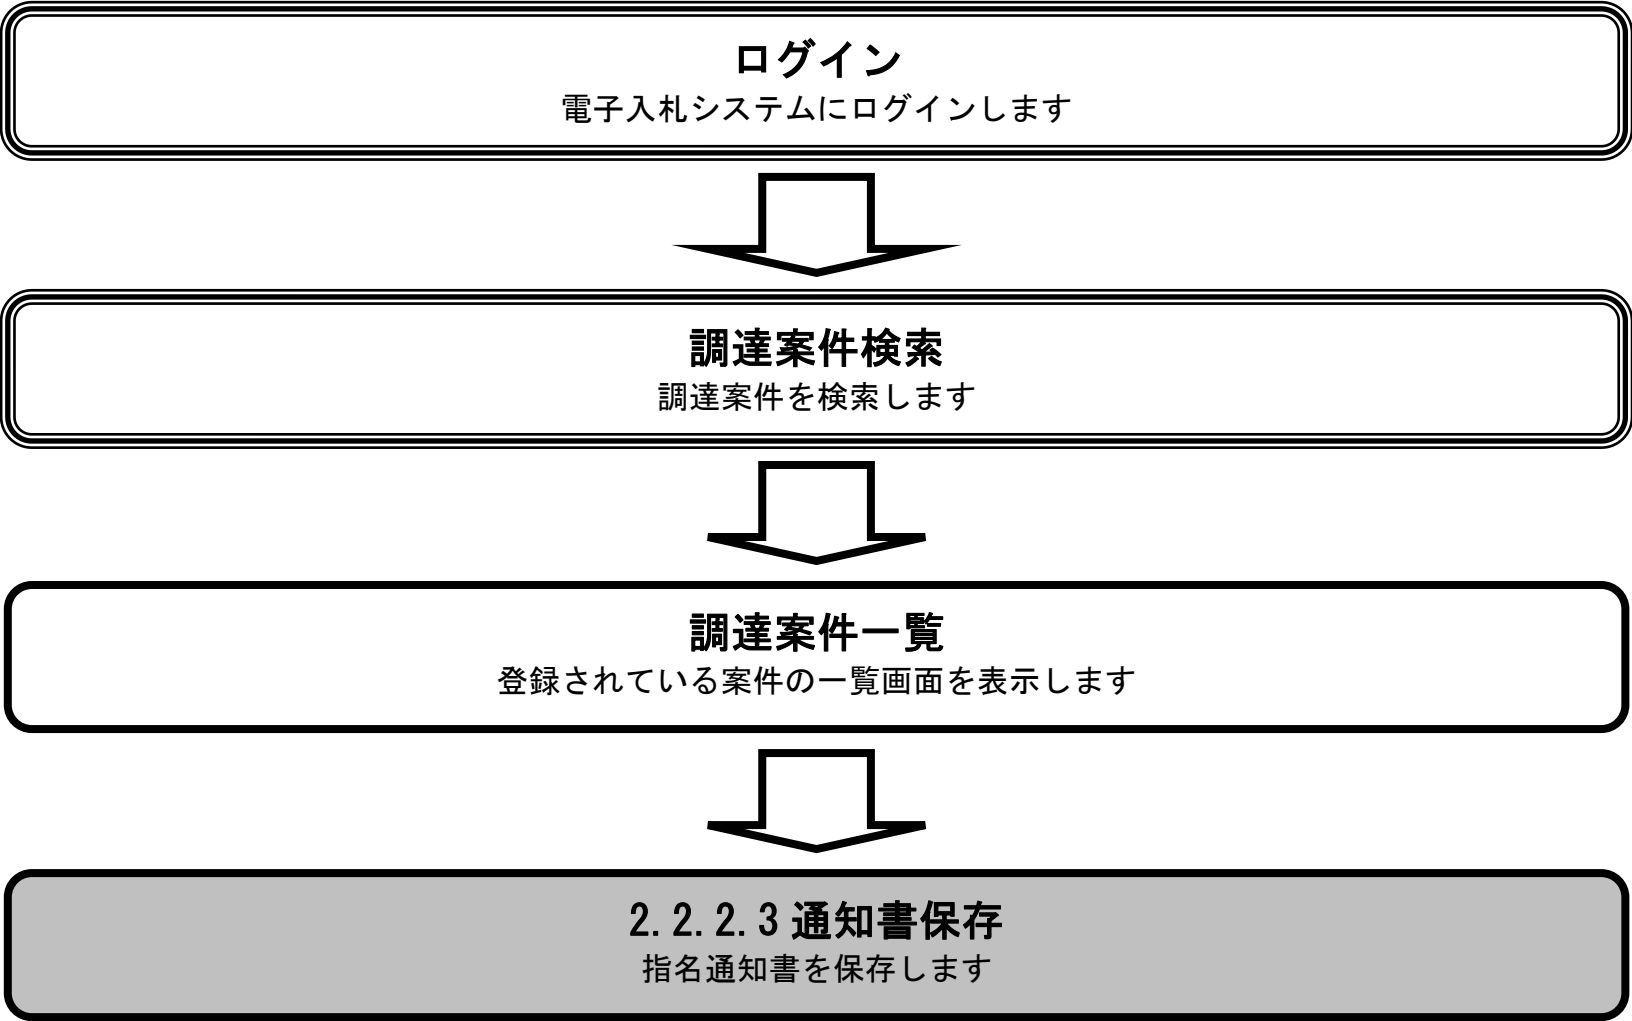 ログイン
電子入札システムにログインします
調達案件検索
調達案件を検索します
調達案件一覧
登録されている案件の一覧画面を表示します
2.2.2.3 通知書保存
指名通知書を保存します